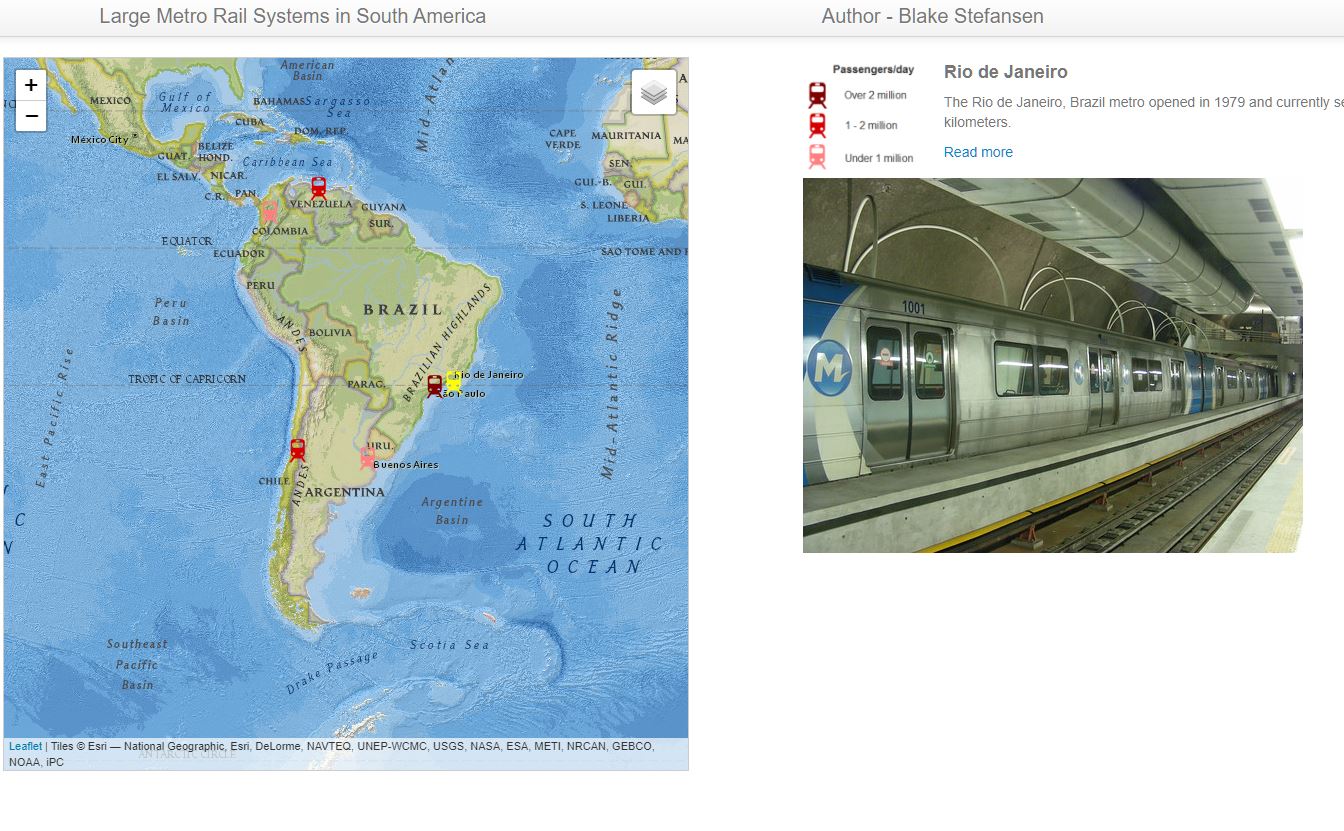 Large Metro Rail Systems in South America
Author - Blake Stefansen
+
−
American
Basin
MEXICO
Gulf of
Mexico
BAHAMAS
Sargasso
Sea
Mid Atlan
CUBA
México City
DOM. REP.
BELIZE
HOND.
GUAT.
Caribbean Sea
EL SALV.
NICAR.
C.R.
PAN.
CAPE
VERDE
MAURITANIA
MA
SEN.
GUI.-B.
GUI.
S. LEONE
LIBERIA
VENEZUELA
GUYANA
SUR.
COLOMBIA
EQUATOR
ECUADOR
SAO TOME AND P
PERU
Peru
Basin
BRAZIL
ANDES
BOLIVIA
BRAZILIAN HIGHLANDS
Mid-Atlantic Ridge
East Pacific Rise
TROPIC OF CAPRICORN
PARAG.
Rio de Janeiro
São Paulo
URU.
Buenos Aires
CHILE
ANDES
ARGENTINA
Argentine
Basin
SOUTH
ATLANTIC
OCEAN
C
Southeast
Pacific
Basin
Scotia Sea
Drake Passage
ANTARCTIC CIRCLE
Leaflet | Tiles © Esri — National Geographic, Esri, DeLorme, NAVTEQ, UNEP-WCMC, USGS, NASA, ESA, METI, NRCAN, GEBCO,
NOAA, iPC
Passengers/day
Over 2 million
1 - 2 million
Under 1 million
Rio de Janeiro
The Rio de Janeiro, Brazil metro opened in 1979 and currently se
kilometers.
Read more
1001
M